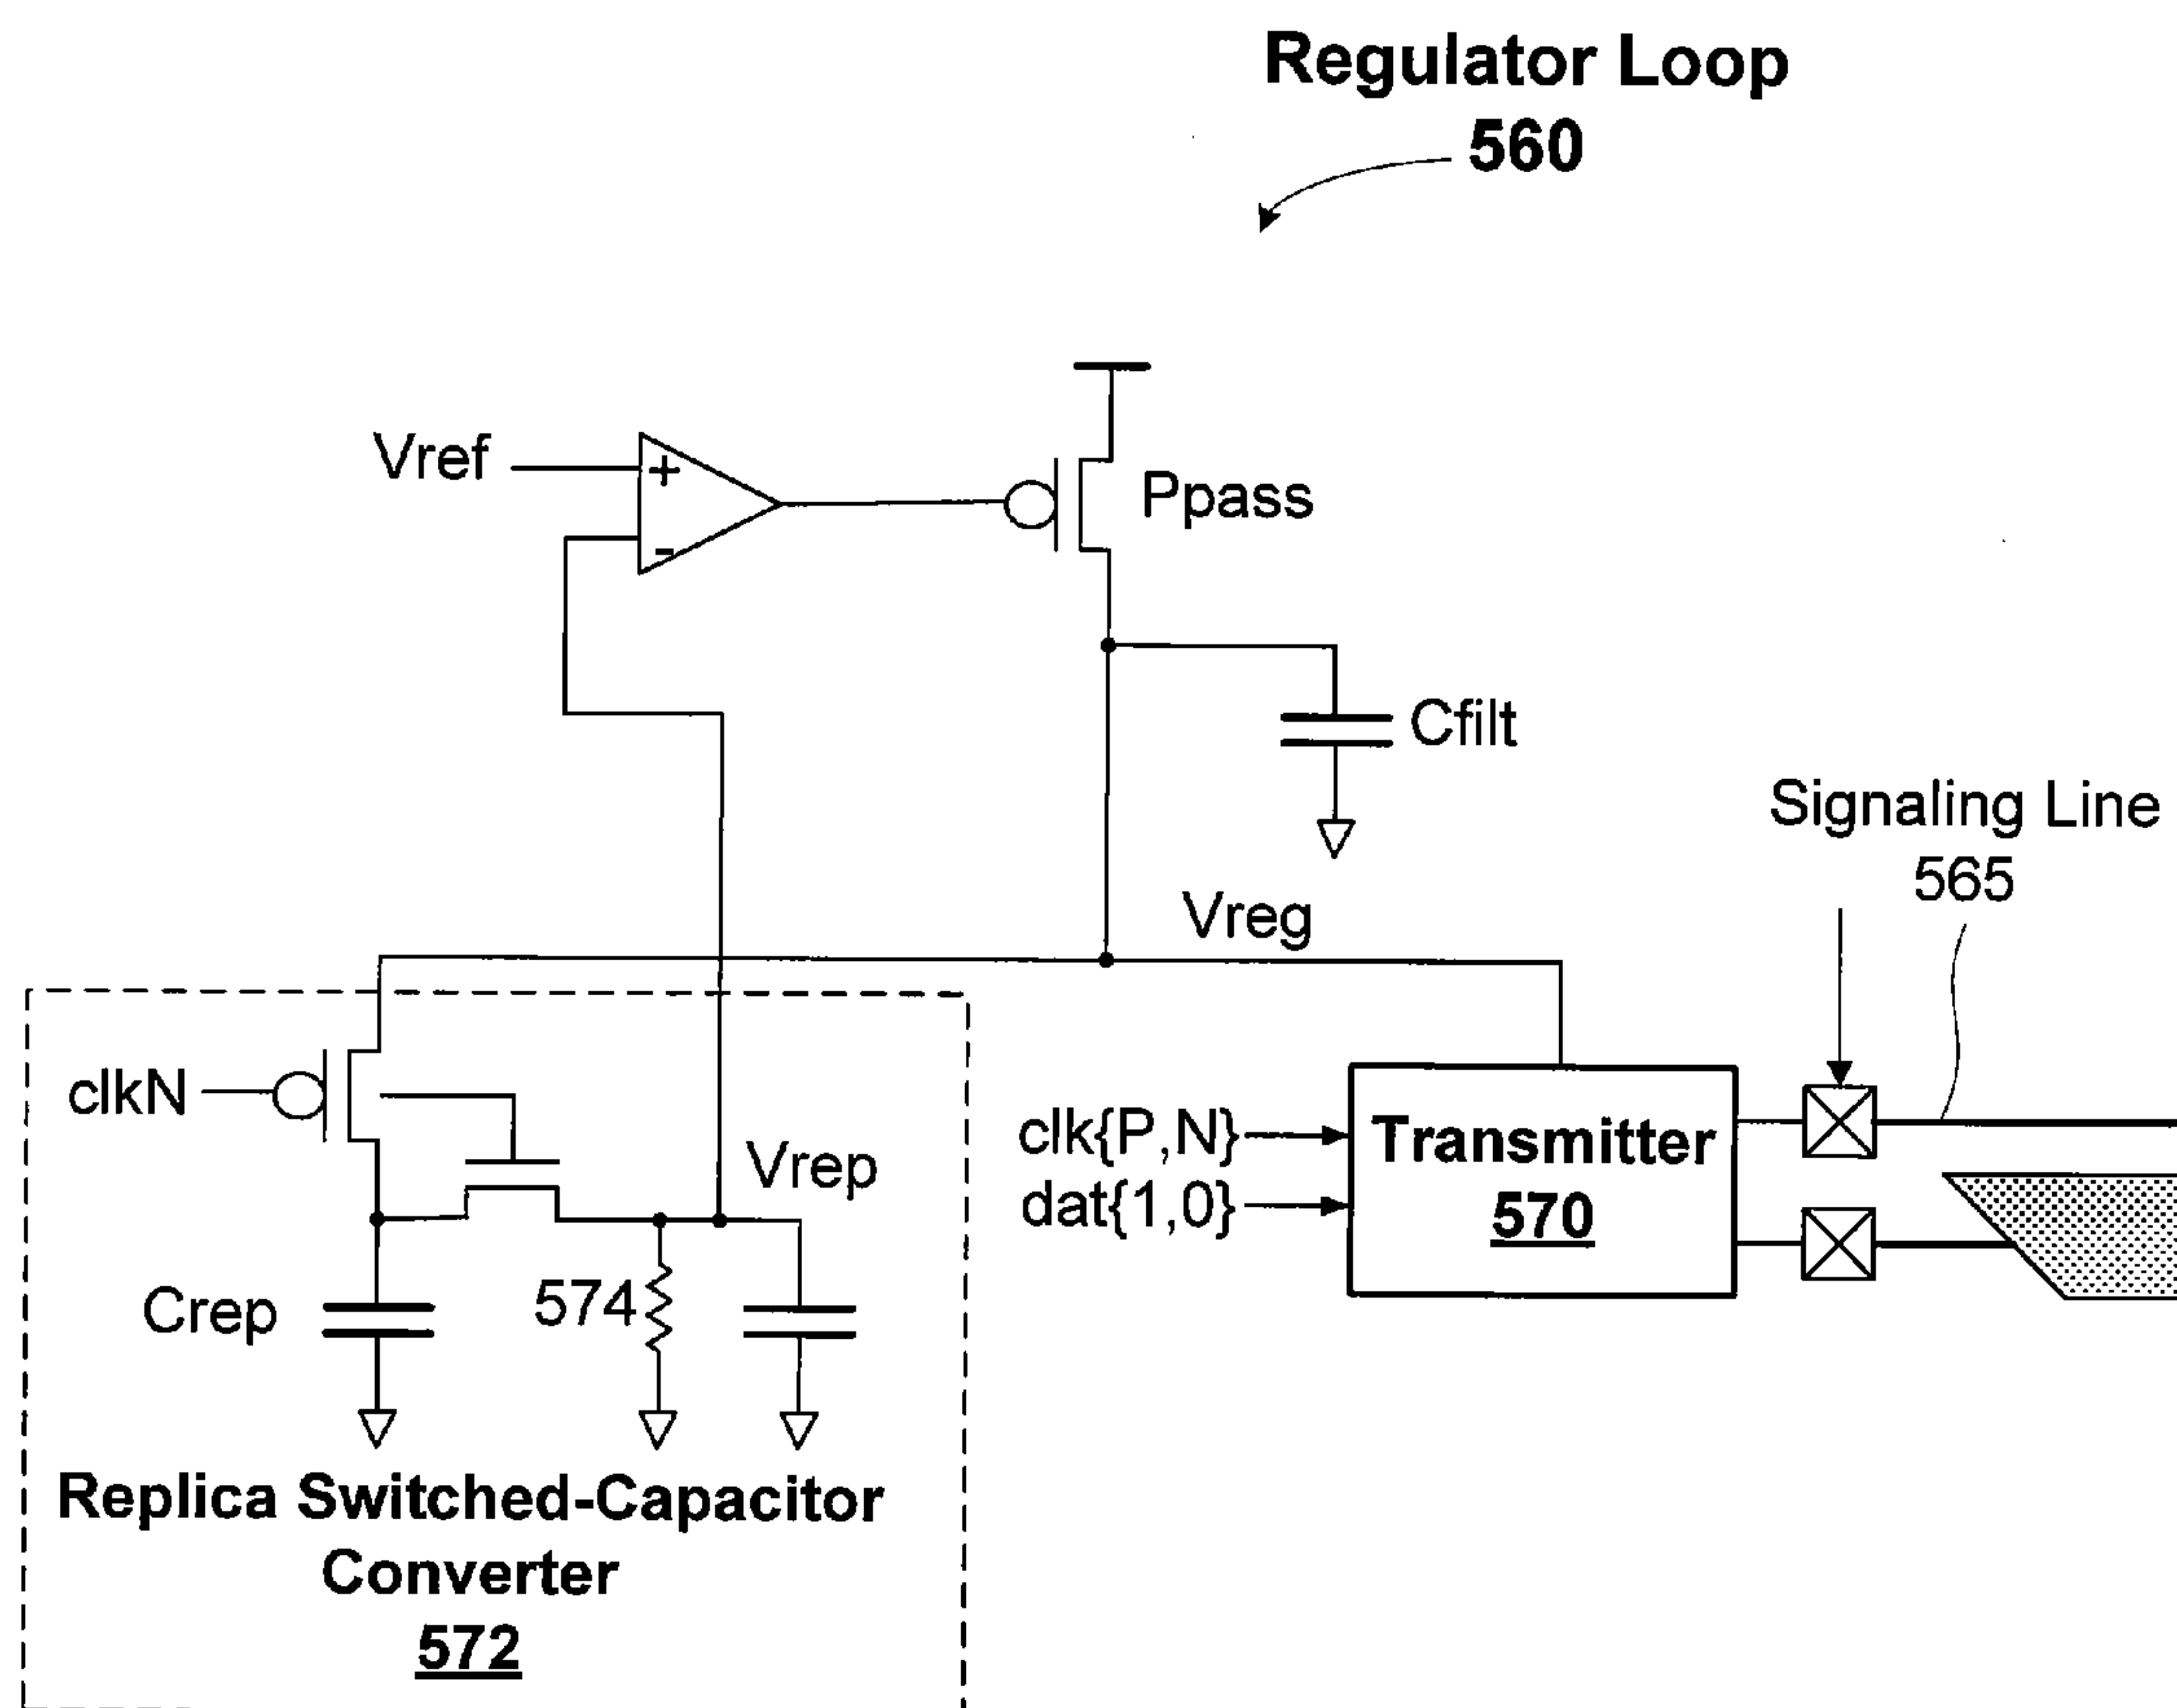 Regulator Loop
560
Vref
+
-
Ppass
Cfilt
Signaling Line
565
Vreg
clkN
Vrep
clk{P,N}
dat{1,0}
Transmitter
570
Crep
574
Replica Switched-Capacitor
Converter
572